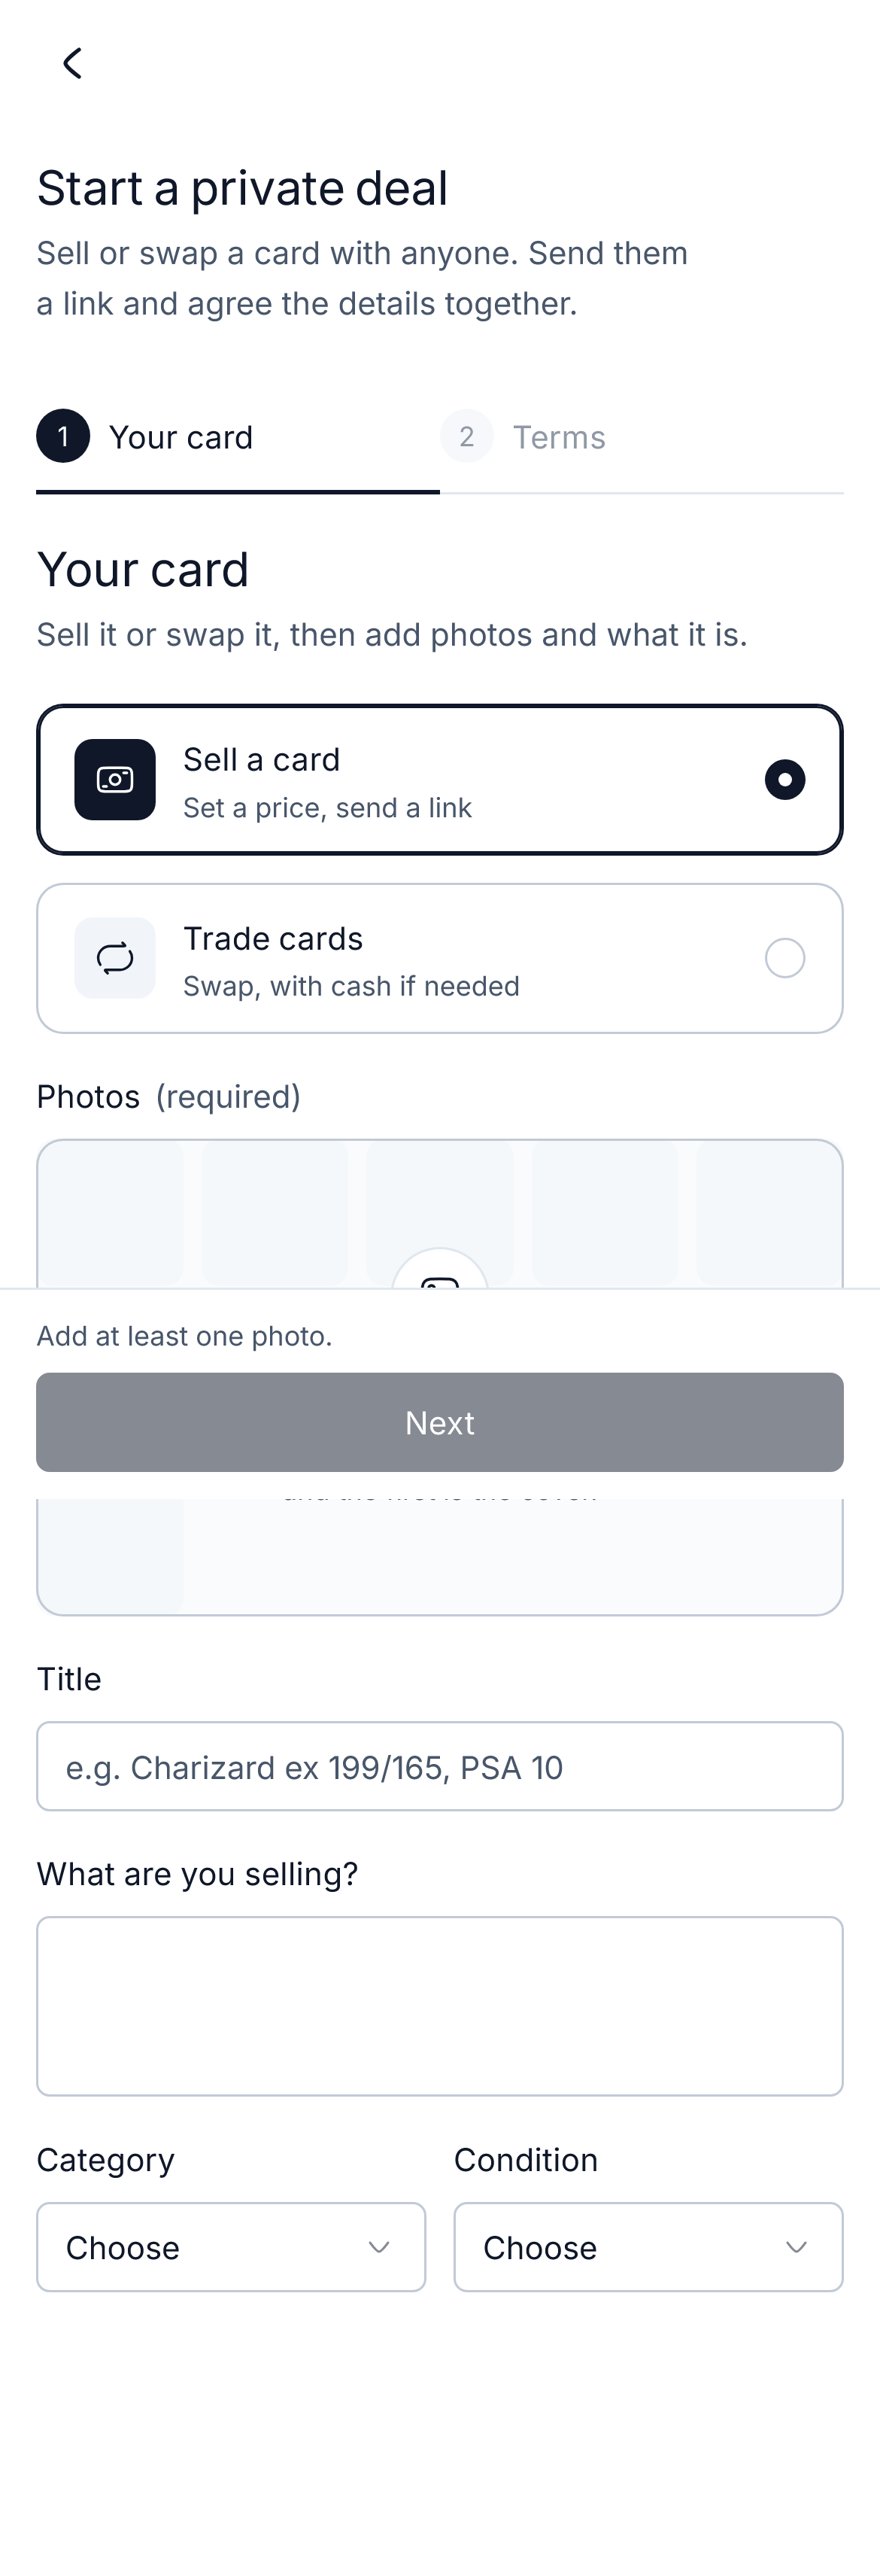 Start a private deal
Sell or swap a card with anyone. Send them
a link and agree the details together.
1 Your card
2 Terms
Your card
Sell it or swap it, then add photos and what it is.
Sell a card
Set a price, send a link
Trade cards
Swap, with cash if needed
Photos (required)
Add at least one photo.
Next
Title
e.g. Charizard ex 199/165, PSA 10
What are you selling?
Category
Condition
Choose
Choose